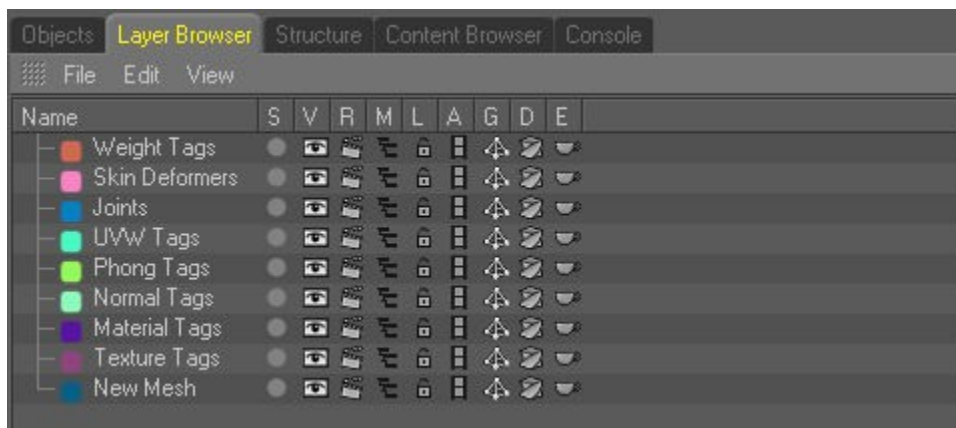 Objects Layer Browser Structure Content Browser Console
File Edit View
Name S V R M L A G D E
Weight Tags
Skin Deformers
Joints
UVW Tags
Phong Tags
Normal Tags
Material Tags
Texture Tags
New Mesh